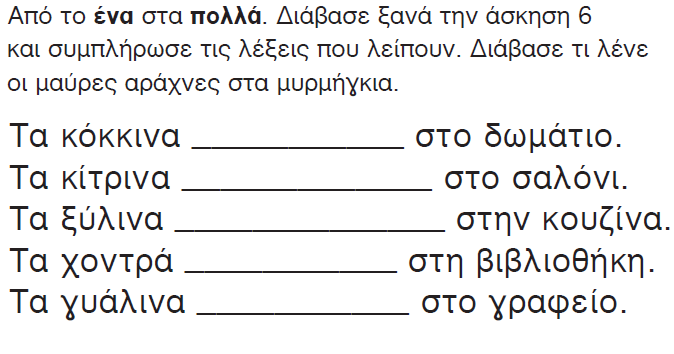 Από το ένα στα πολλά. Διάβασε ξανά την άσκηση 6
και συμπλήρωσε τις λέξεις που λείπουν. Διάβασε τι λένε
οι μαύρες αράχνες στα μυρμήγκια.
Τα κόκκινα ____________ στο δωμάτιο.
Τα κίτρινα ______________ στο σαλόνι.
Τα ξύλινα _______________ στην κουζίνα.
Τα χοντρά ____________ στη βιβλιοθήκη.
Τα γυάλινα ____________ στο γραφείο.